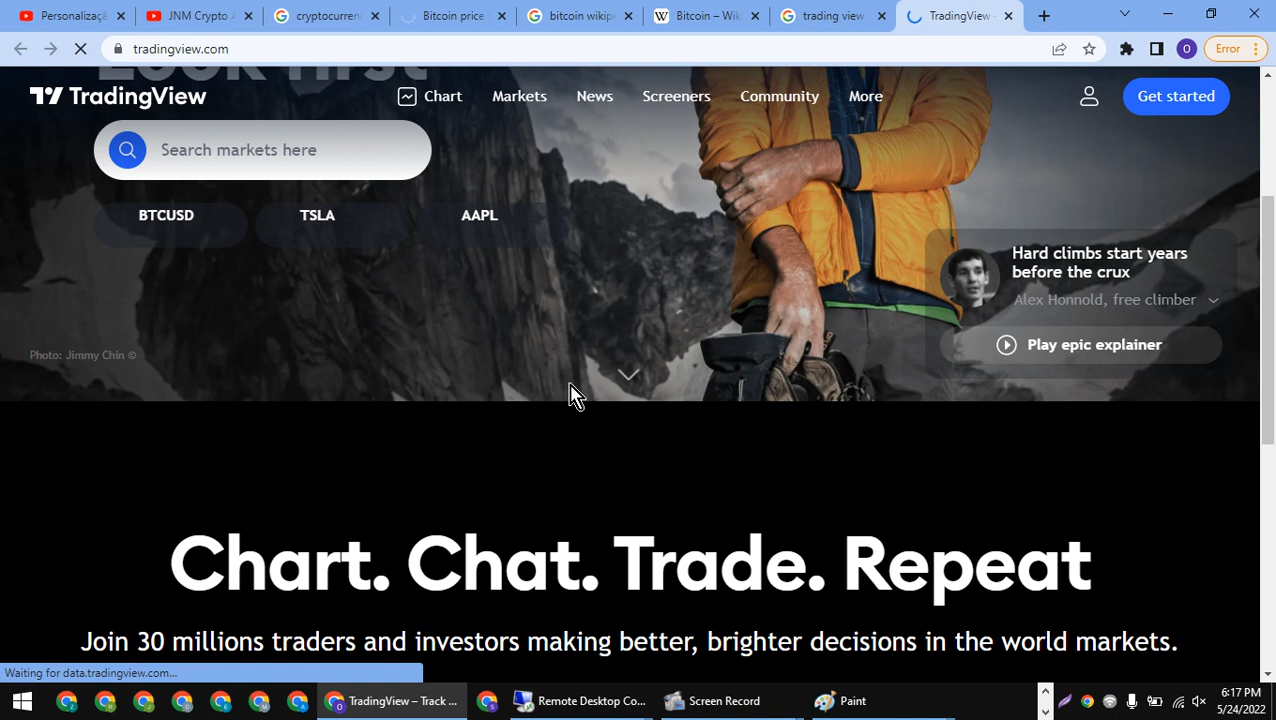 Personalizaçã
JNM Crypto A
cryptocurren
Bitcoin price
bitcoin wikipe
Bitcoin – Wiki
trading view
TradingView -
tradingview.com
Error
Look first
TradingView
Chart
Markets
News
Screeners
Community
More
Get started
Search markets here
BTCUSD
TSLA
AAPL
Hard climbs start years
before the crux
Alex Honnold, free climber
Play epic explainer
Photo: Jimmy Chin ©
Chart. Chat. Trade. Repeat
Join 30 millions traders and investors making better, brighter decisions in the world markets.
Waiting for data.tradingview.com...
TradingView – Track ...
Remote Desktop Co...
Screen Record
Paint
6:17 PM
5/24/2022